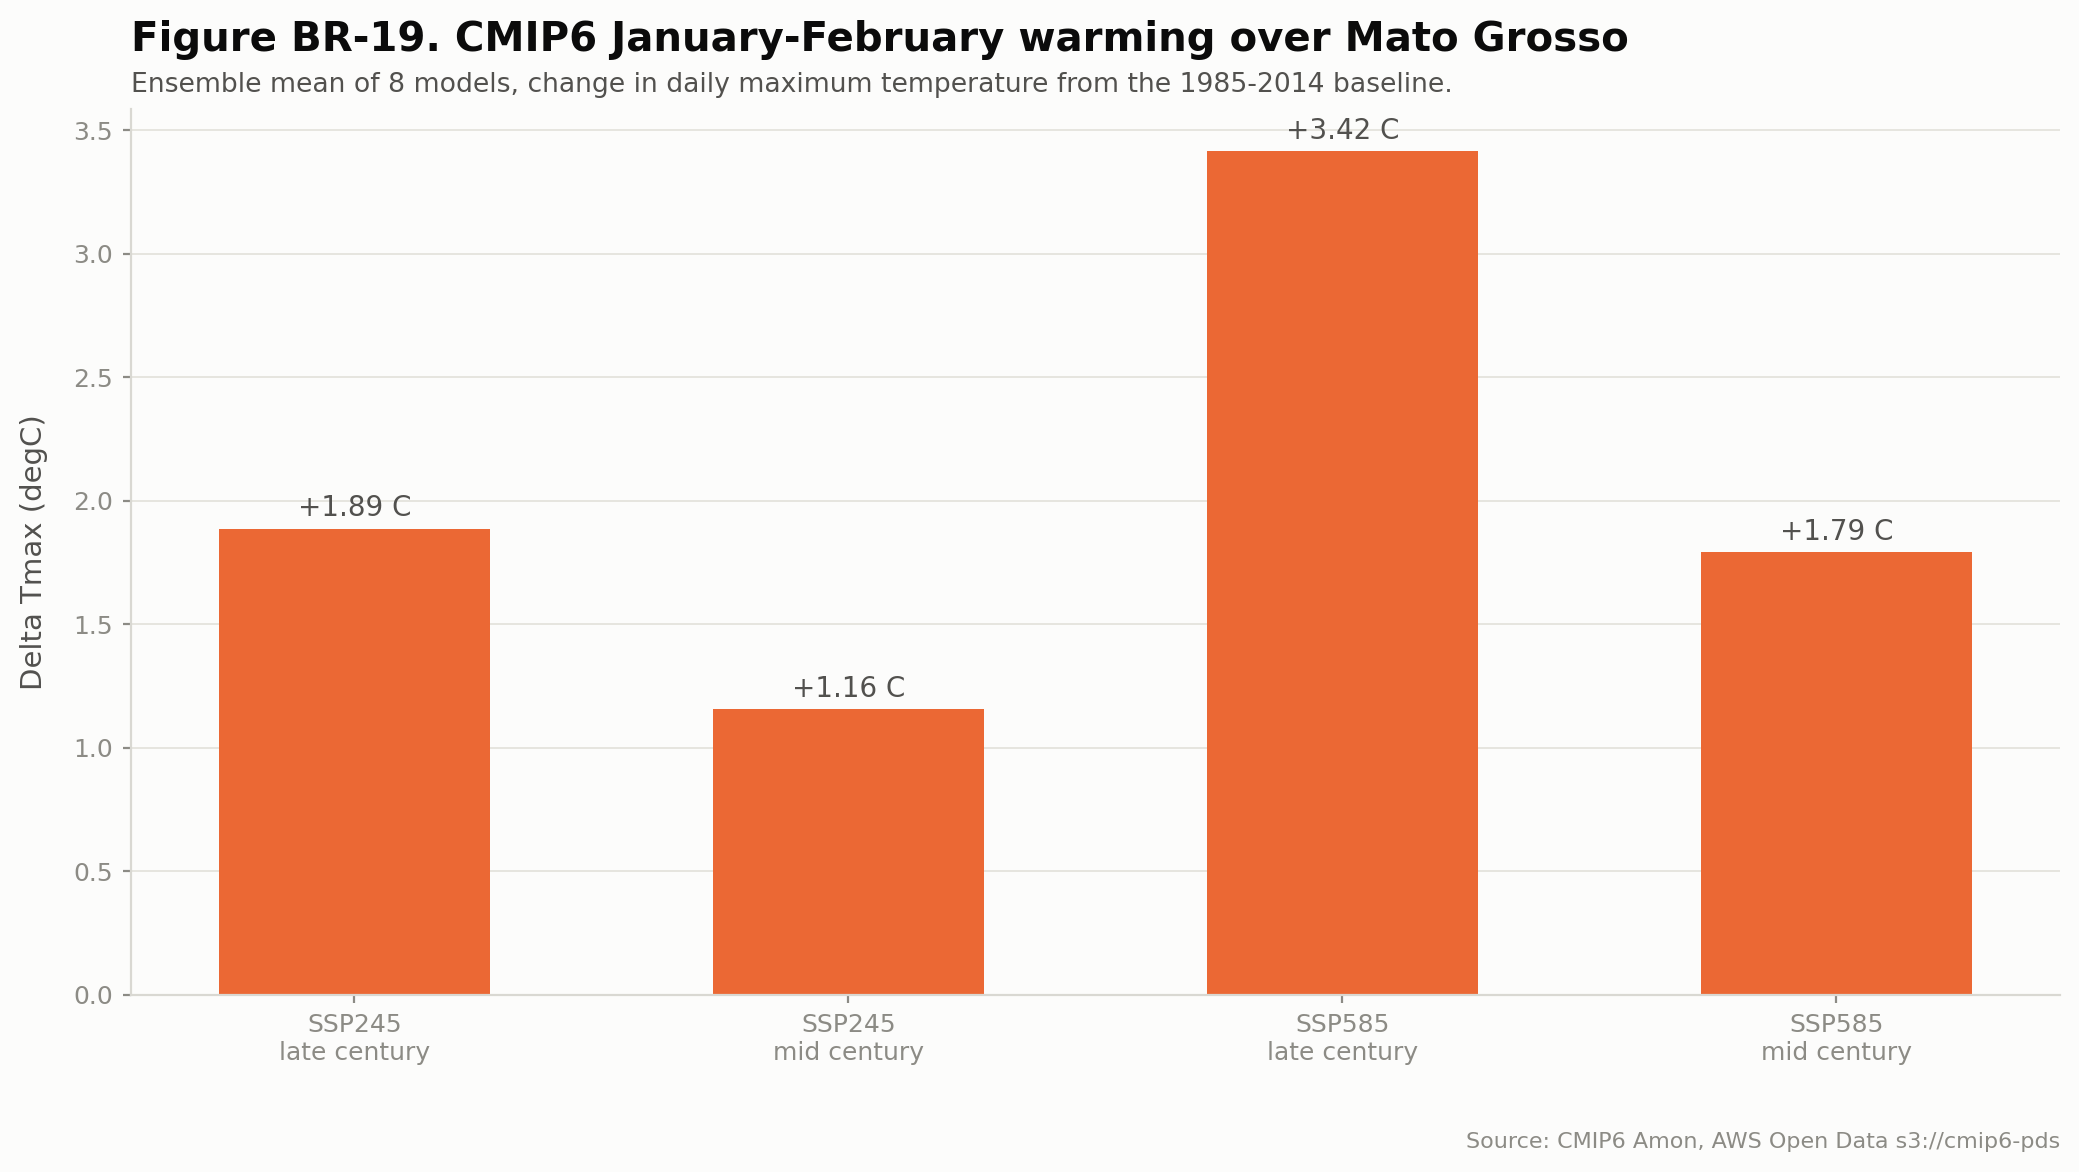 Figure BR-19. CMIP6 January-February warming over Mato Grosso
Ensemble mean of 8 models, change in daily maximum temperature from the 1985-2014 baseline.
Delta Tmax (degC)
3.5
3.0
2.5
2.0
1.5
1.0
0.5
0.0
+1.89 C
+1.16 C
+3.42 C
+1.79 C
SSP245
late century
SSP245
mid century
SSP585
late century
SSP585
mid century
Source: CMIP6 Amon, AWS Open Data s3://cmip6-pds